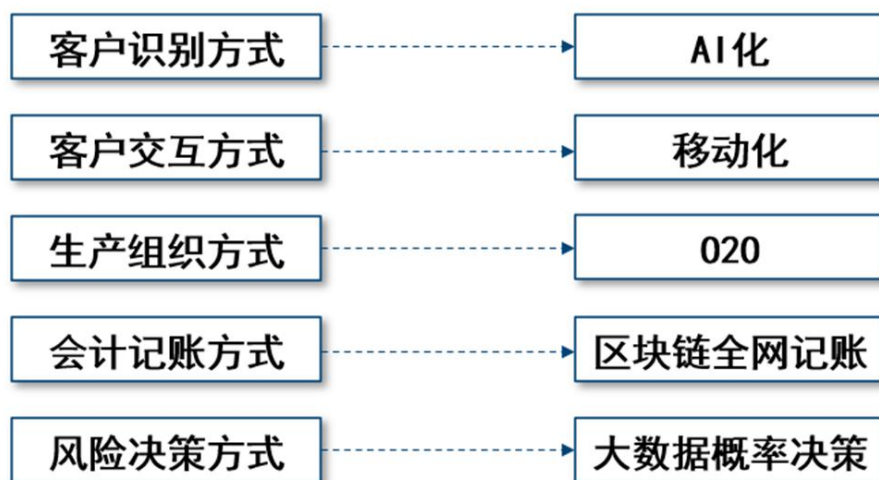 客户识别方式
AI化
客户交互方式
移动化
生产组织方式
O2O
会计记账方式
区块链全网记账
风险决策方式
大数据概率决策